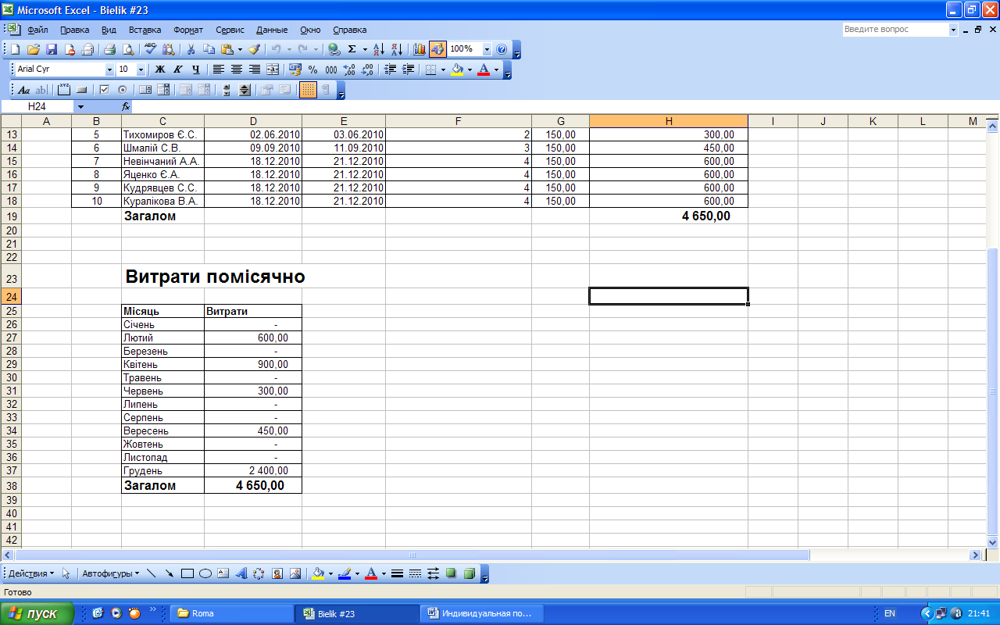 Microsoft Excel - Bielik #23
Файл Правка Вид Вставка Формат Сервис Данные Окно Справка Введите вопрос
100%
Arial Cyr 10 Ж К Ч % 000
Aa ab|
H24 fx
A B C D E F G H I J K L M
13 5 Тихомиров Є.С. 02.06.2010 03.06.2010 2 150,00 300,00
14 6 Шмалій С.В. 09.09.2010 11.09.2010 3 150,00 450,00
15 7 Невінчаний А.А. 18.12.2010 21.12.2010 4 150,00 600,00
16 8 Яценко Є.А. 18.12.2010 21.12.2010 4 150,00 600,00
17 9 Кудрявцев С.С. 18.12.2010 21.12.2010 4 150,00 600,00
18 10 Куралікова В.А. 18.12.2010 21.12.2010 4 150,00 600,00
19 Загалом 4 650,00
20
21
22
23 Витрати помісячно
24
25 Місяць Витрати
26 Січень -
27 Лютий 600,00
28 Березень -
29 Квітень 900,00
30 Травень -
31 Червень 300,00
32 Липень -
33 Серпень -
34 Вересень 450,00
35 Жовтень -
36 Листопад -
37 Грудень 2 400,00
38 Загалом 4 650,00
39
40
41
42
Действия Автофигуры
Готово
пуск Roma Bielik #23 Индивидуальная по... EN 21:41